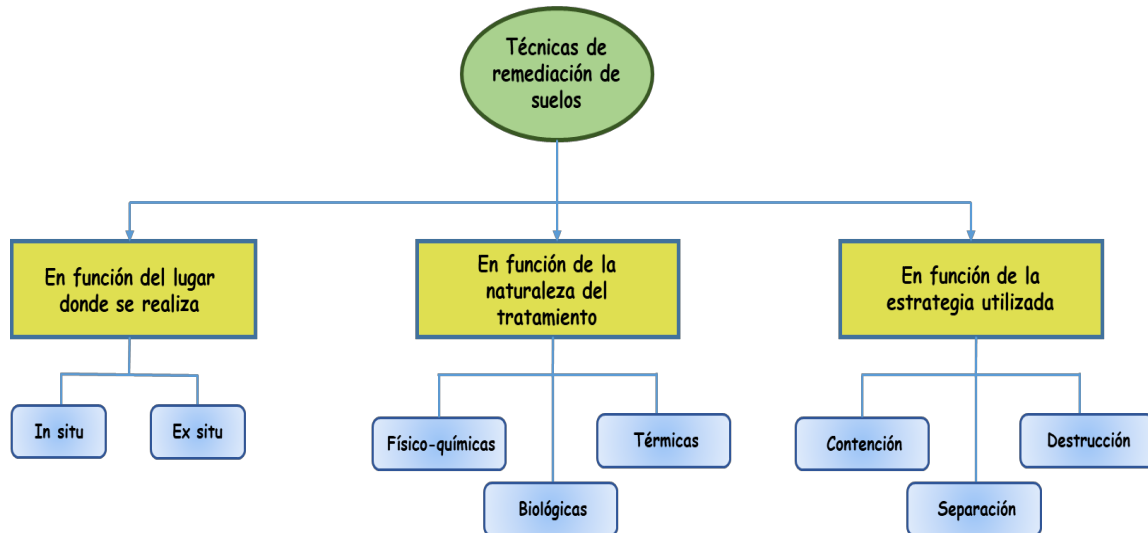 Técnicas de
remediación de
suelos
En función del lugar
donde se realiza
En función de la
naturaleza del
tratamiento
En función de la
estrategia utilizada
In situ
Ex situ
Físico-químicas
Térmicas
Biológicas
Contención
Destrucción
Separación